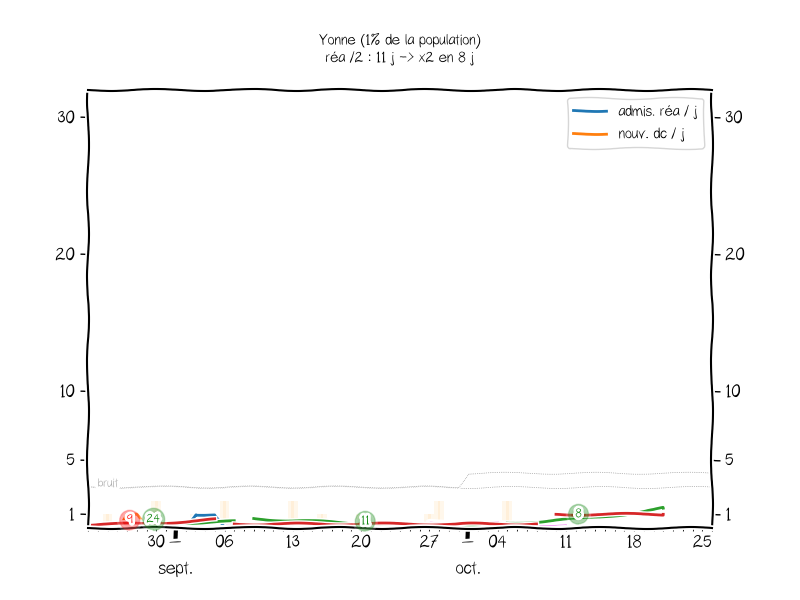 Yonne (1% de la population)
réa /2 : 11 j -> x2 en 8 j
admis. réa / j
nouv. dc / j
30 30
20 20
10 10
5 5
bruit
1 1
9 24 11 8
30 06 13 20 27 04 11 18 25
sept. oct.